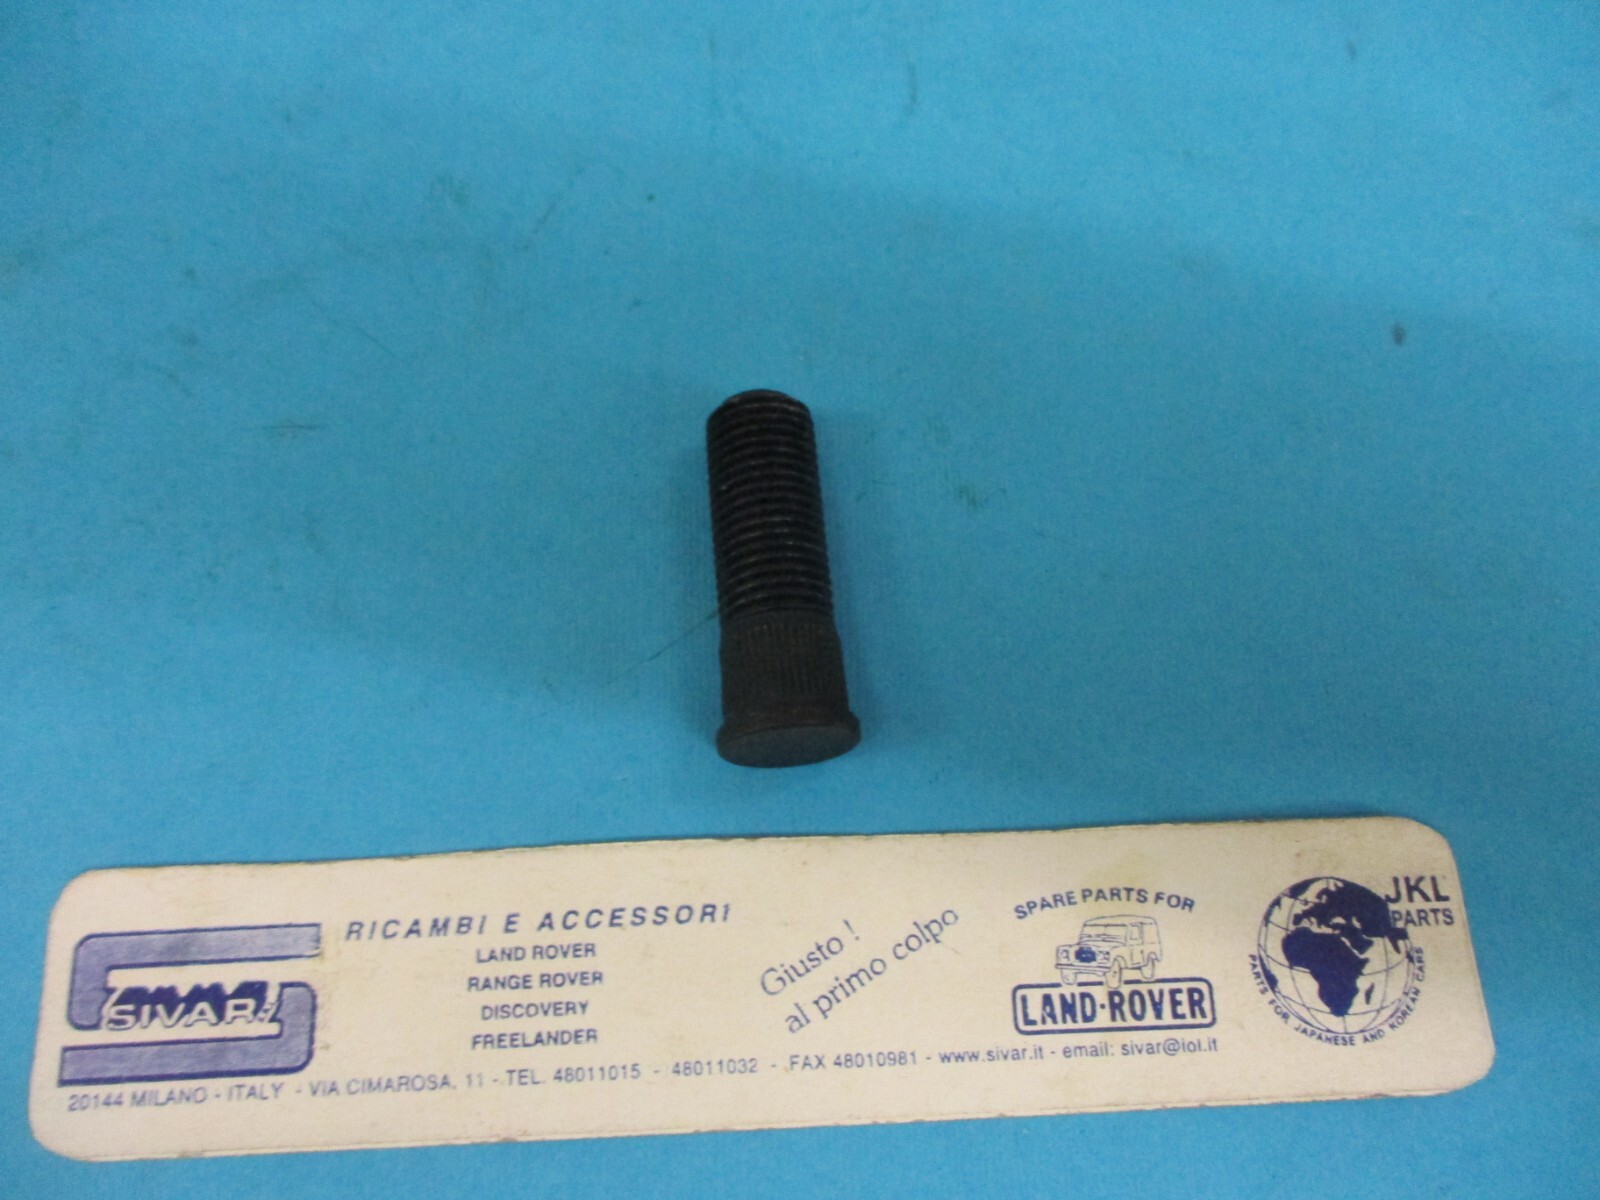 SIVAR
RICAMBI E ACCESSORI
LAND ROVER
RANGE ROVER
DISCOVERY
FREELANDER
Giusto !
al primo colpo
SPARE PARTS FOR
LAND-ROVER
JKL
PARTS
PARTS FOR JAPANESE AND KOREAN CARS
20144 MILANO - ITALY - VIA CIMAROSA, 11 - TEL. 48011015 - 48011032 - FAX 48010981 - www.sivar.it - email: sivar@iol.it